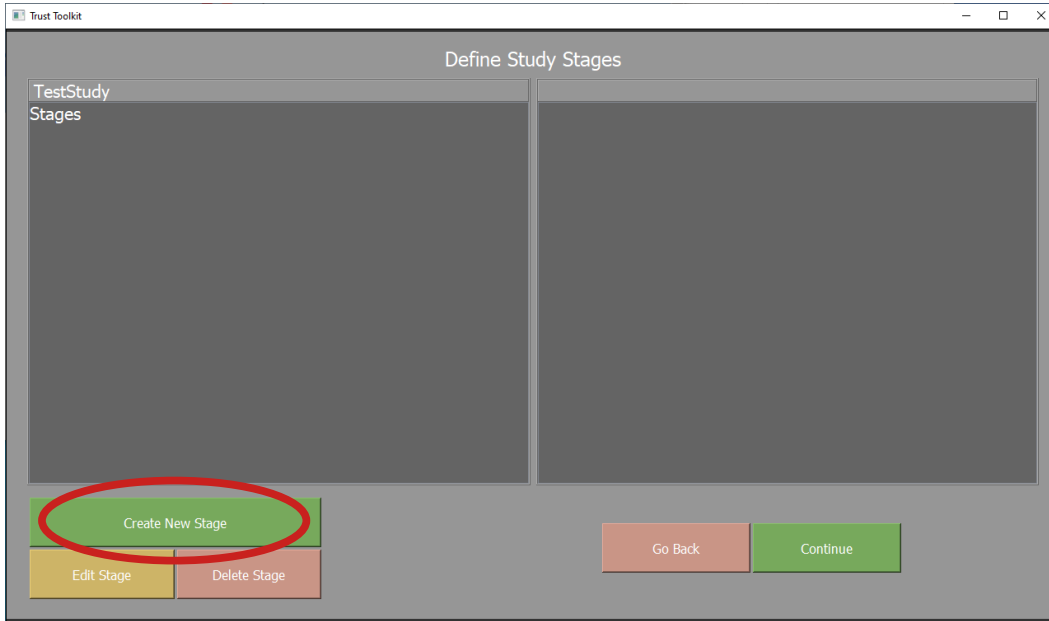 Trust Toolkit
Define Study Stages
TestStudy
Stages
Create New Stage
Edit Stage
Delete Stage
Go Back
Continue